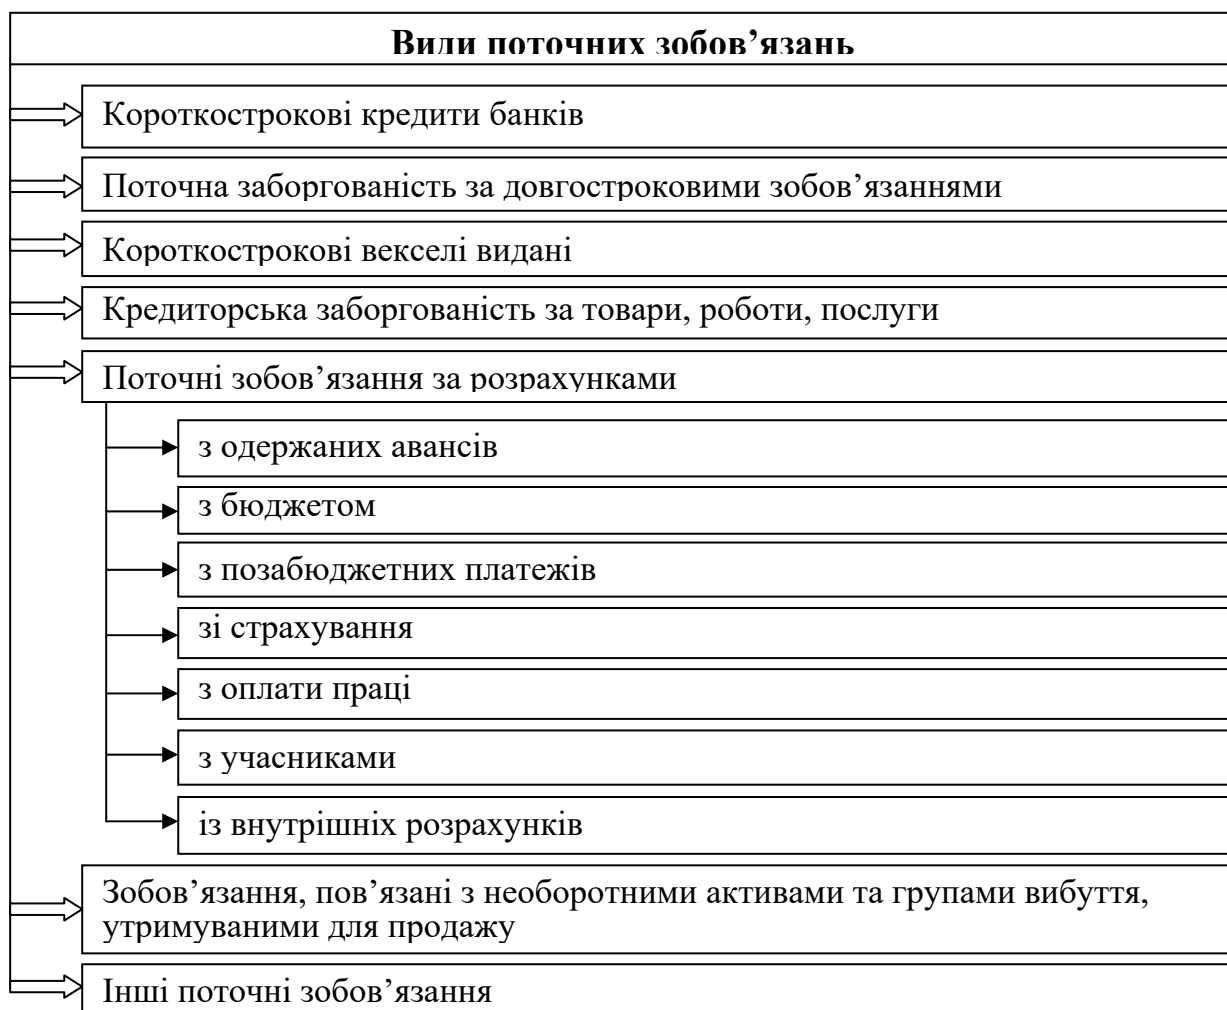 Види поточних зобов’язань
Короткострокові кредити банків
Поточна заборгованість за довгостроковими зобов’язаннями
Короткострокові векселі видані
Кредиторська заборгованість за товари, роботи, послуги
Поточні зобов’язання за розрахунками
з одержаних авансів
з бюджетом
з позабюджетних платежів
зі страхування
з оплати праці
з учасниками
із внутрішніх розрахунків
Зобов’язання, пов’язані з необоротними активами та групами вибуття,
утримуваними для продажу
Інші поточні зобов’язання